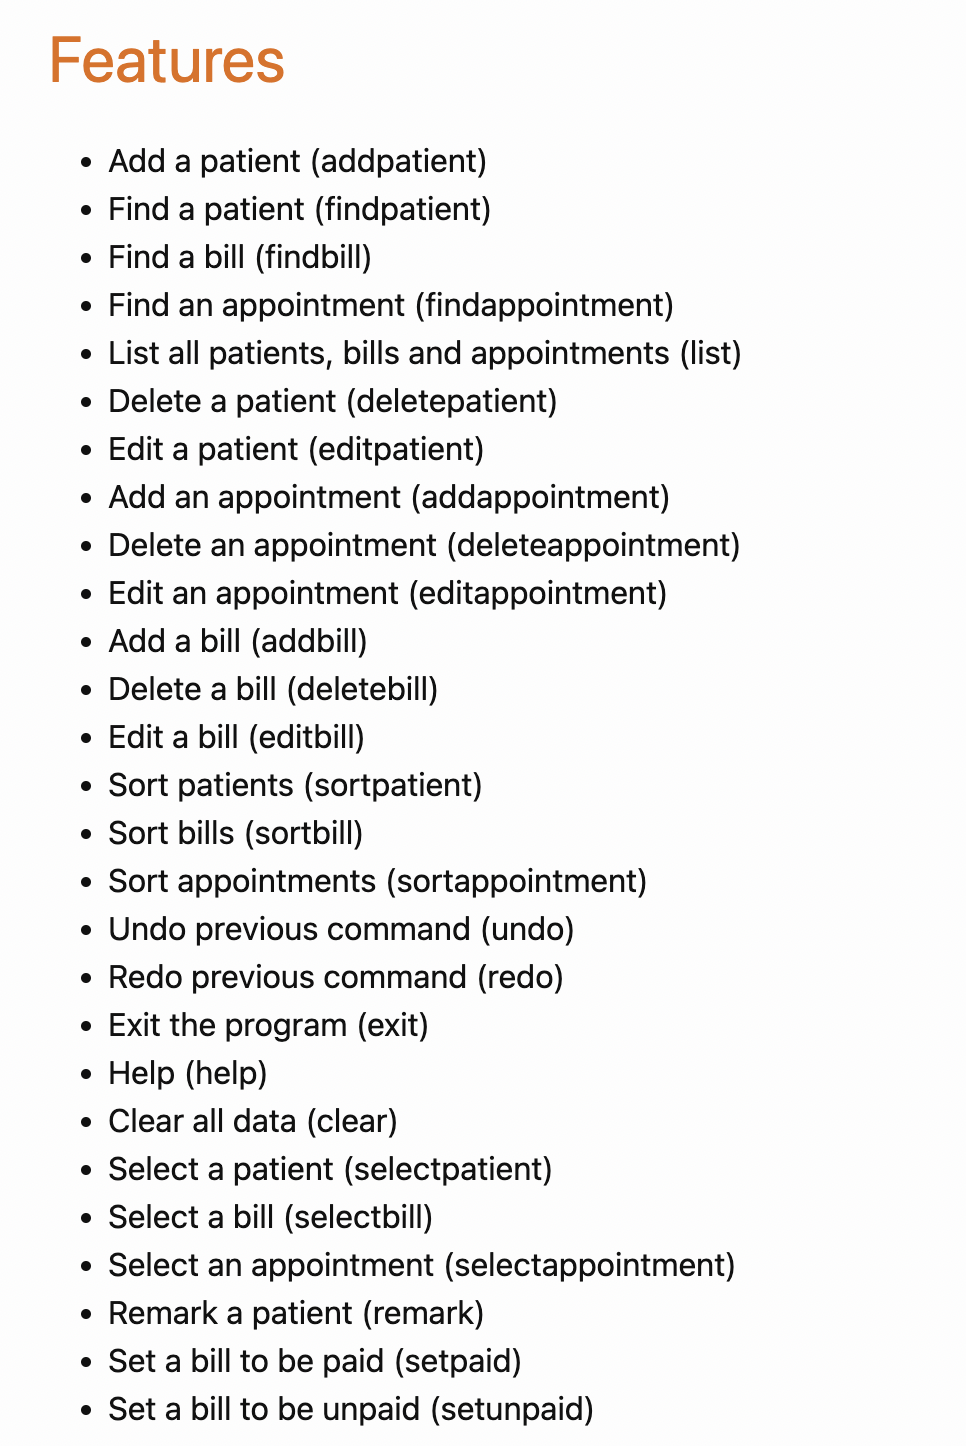 Features
• Add a patient (addpatient)
• Find a patient (findpatient)
• Find a bill (findbill)
• Find an appointment (findappointment)
• List all patients, bills and appointments (list)
• Delete a patient (deletepatient)
• Edit a patient (editpatient)
• Add an appointment (addappointment)
• Delete an appointment (deleteappointment)
• Edit an appointment (editappointment)
• Add a bill (addbill)
• Delete a bill (deletebill)
• Edit a bill (editbill)
• Sort patients (sortpatient)
• Sort bills (sortbill)
• Sort appointments (sortappointment)
• Undo previous command (undo)
• Redo previous command (redo)
• Exit the program (exit)
• Help (help)
• Clear all data (clear)
• Select a patient (selectpatient)
• Select a bill (selectbill)
• Select an appointment (selectappointment)
• Remark a patient (remark)
• Set a bill to be paid (setpaid)
• Set a bill to be unpaid (setunpaid)